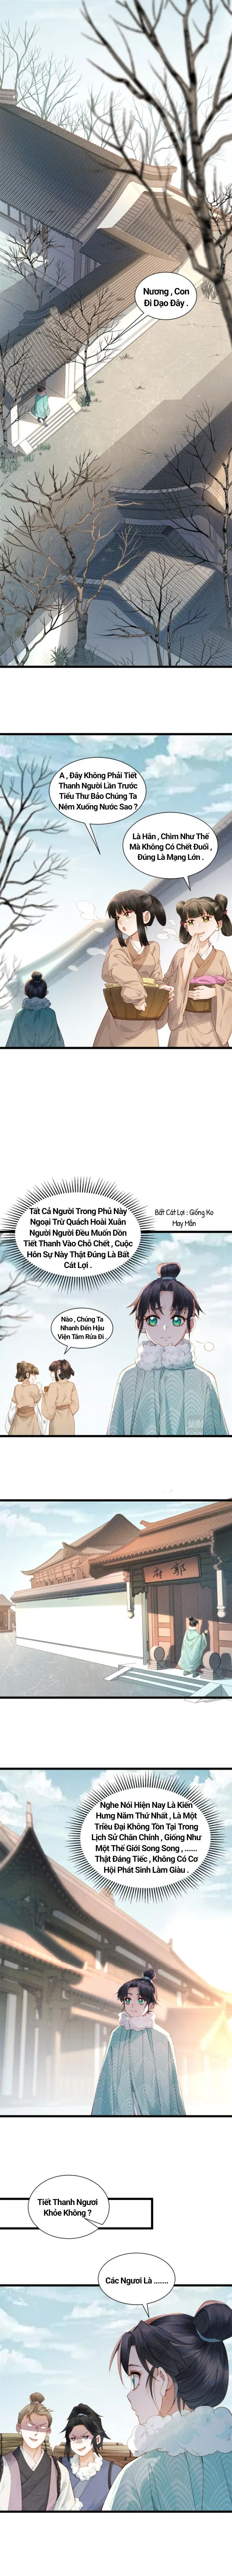 Nương , Con
Đi Dạo Đây .
A , Đây Không Phải Tiết
Thanh Người Lần Trước
Tiểu Thư Bảo Chúng Ta
Ném Xuống Nước Sao ?
Là Hắn , Chìm Như Thế
Mà Không Có Chết Đuối ,
Đúng Là Mạng Lớn .
Tất Cả Người Trong Phủ Này
Ngoại Trừ Quách Hoài Xuân
Người Người Đều Muốn Dồn
Tiết Thanh Vào Chỗ Chết , Cuộc
Hôn Sự Này Thật Đúng Là Bất
Cát Lợi .
Bất Cát Lợi : Giống Ko
May Mắn
Nào , Chúng Ta
Nhanh Đến Hậu
Viện Tắm Rửa Đi .
郭府
Nghe Nói Hiện Nay Là Kiến
Hưng Năm Thứ Nhất , Là Một
Triều Đại Không Tồn Tại Trong
Lịch Sử Chân Chính , Giống Như
Một Thế Giới Song Song , ......
Thật Đáng Tiếc , Không Có Cơ
Hội Phát Sinh Làm Giàu .
Tiết Thanh Ngươi
Khỏe Không ?
Các Ngươi Là .......